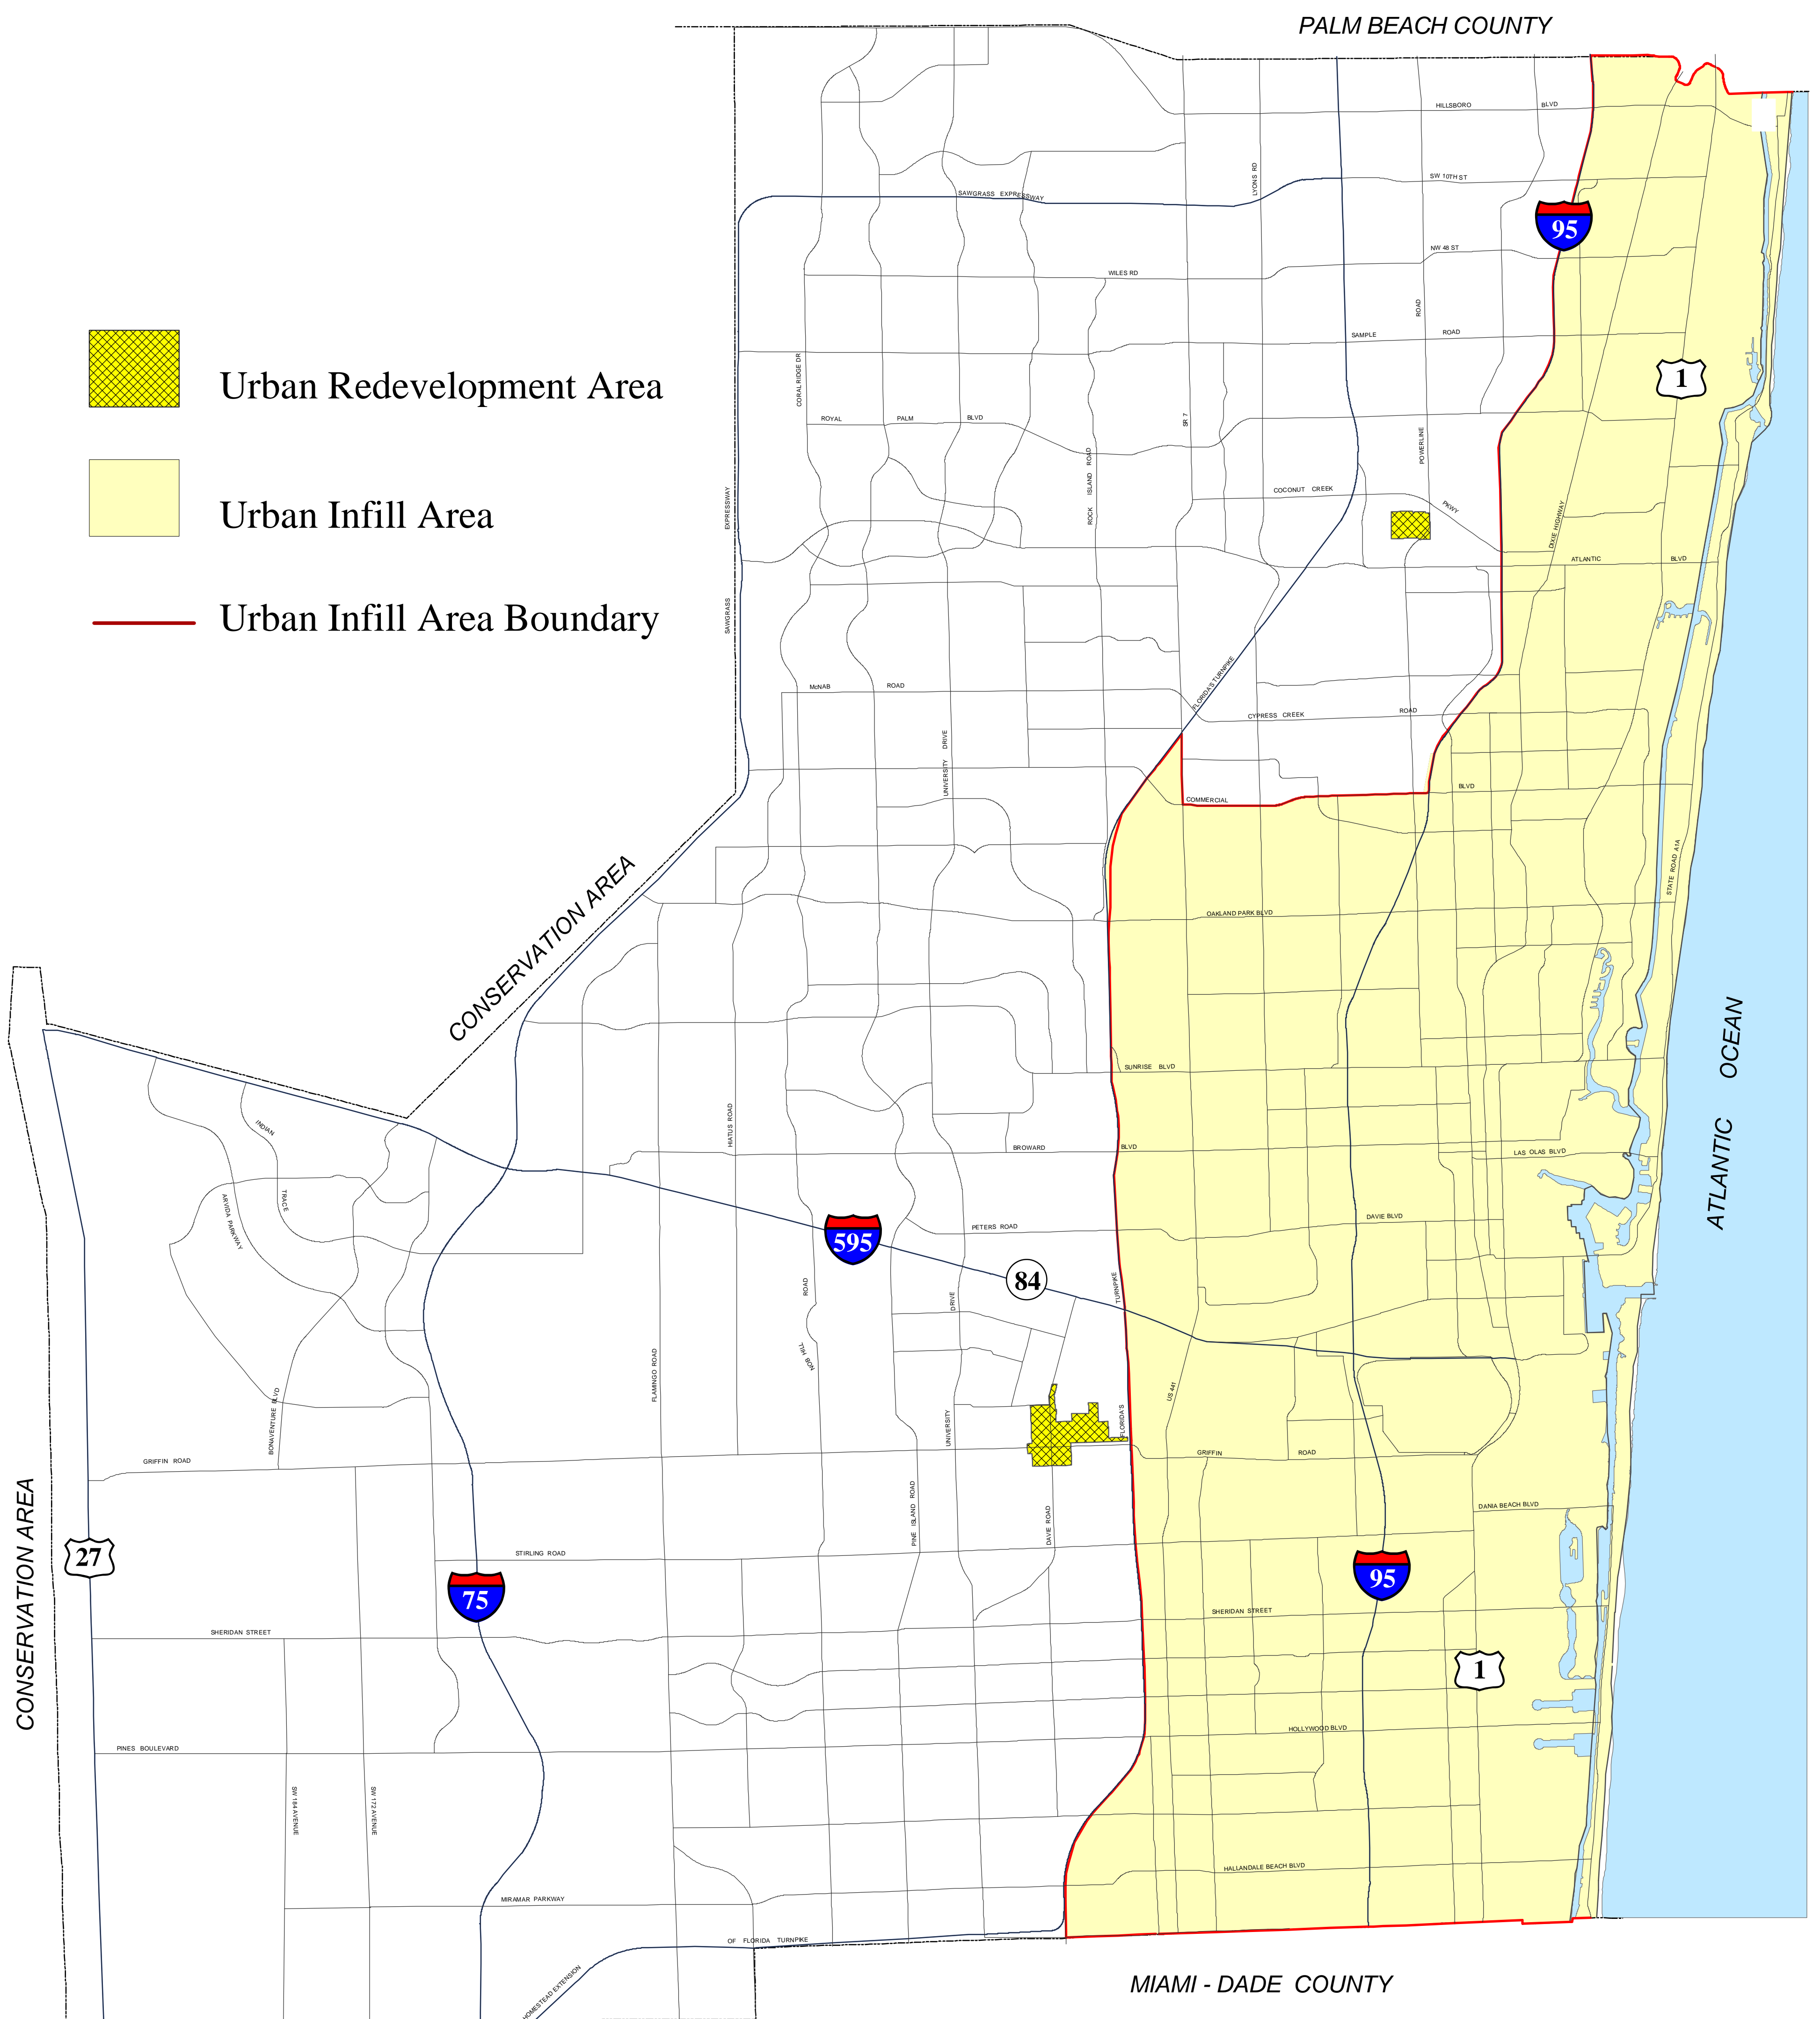 PALM BEACH COUNTY
HILLSBORO BLVD
SW 10TH ST
LYONS RD
SAWGRASS EXPRESSWAY
95
NW 48 ST
WILES RD
ROAD
SAMPLE ROAD
Urban Redevelopment Area
CORAL RIDGE DR
1
ROYAL PALM BLVD
SR 7
POWERLINE
ROCK ISLAND ROAD
COCONUT CREEK PKWY
Urban Infill Area
SAWGRASS EXPRESSWAY
DIXIE HIGHWAY
ATLANTIC BLVD
Urban Infill Area Boundary
FLORIDA'S TURNPIKE
McNAB ROAD
CYPRESS CREEK ROAD
UNIVERSITY DRIVE
COMMERCIAL BLVD
STATE ROAD A1A
CONSERVATION AREA
OAKLAND PARK BLVD
ATLANTIC OCEAN
SUNRISE BLVD
HIATUS ROAD
INDIAN TRACE
BROWARD BLVD
LAS OLAS BLVD
ARVIDA PARKWAY
PETERS ROAD
DAVIE BLVD
595
84
FLORIDA'S TURNPIKE
NOB HILL ROAD
UNIVERSITY DRIVE
FLAMINGO ROAD
US 441
BONAVENTURE BLVD
GRIFFIN ROAD
GRIFFIN ROAD
CONSERVATION AREA
PINE ISLAND ROAD
DAVIE ROAD
DANIA BEACH BLVD
27
STIRLING ROAD
75
95
SHERIDAN STREET
SHERIDAN STREET
1
HOLLYWOOD BLVD
PINES BOULEVARD
SW 184 AVENUE
SW 172 AVENUE
HALLANDALE BEACH BLVD
MIRAMAR PARKWAY
HOMESTEAD EXTENSION OF FLORIDA TURNPIKE
MIAMI - DADE COUNTY